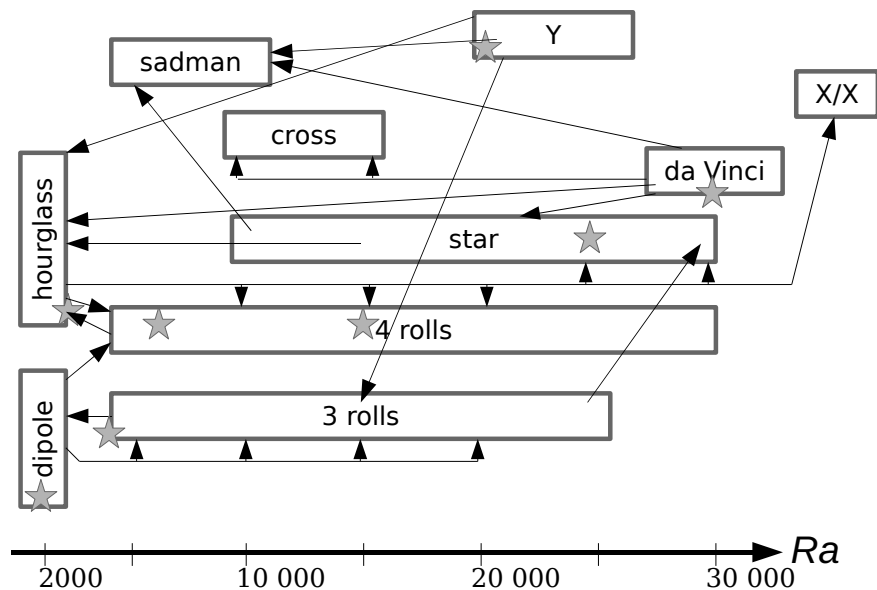 Y
sadman
X/X
cross
da Vinci
hourglass
star
4 rolls
3 rolls
dipole
Ra
2000
10 000
20 000
30 000